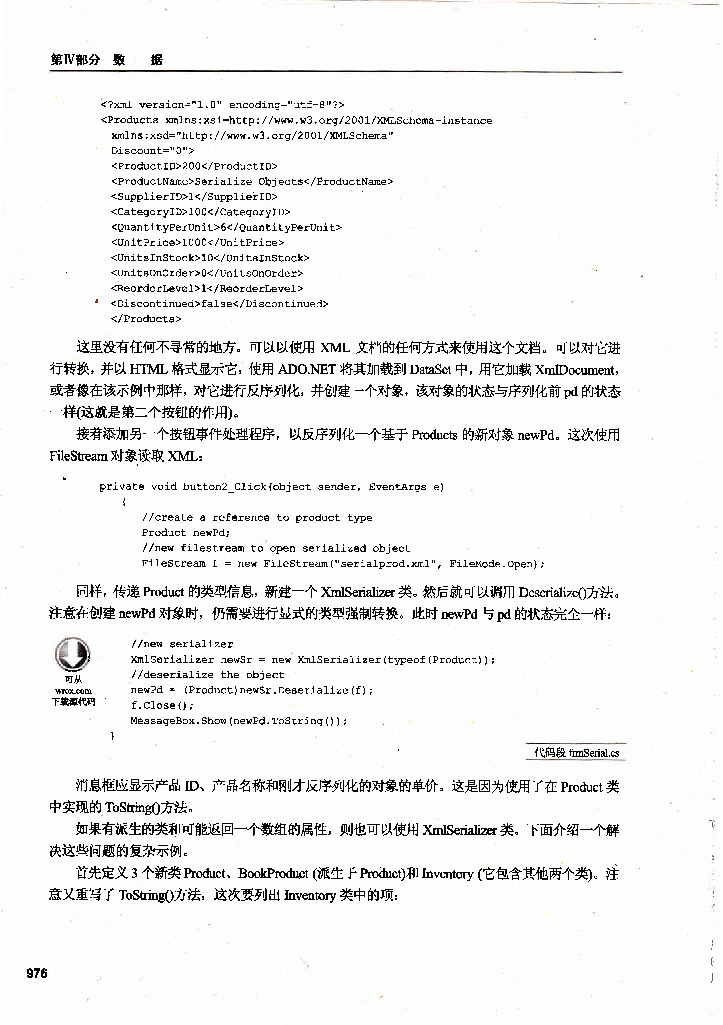 第Ⅳ部分 数 据
<?xml version="1.0" encoding="utf-8"?>
<Products xmlns:xsi=http://www.w3.org/2001/XMLSchema-instance
xmlns:xsd="http://www.w3.org/2001/XMLSchema"
Discount="0">
<ProductID>200</ProductID>
<ProductName>Serialize Objects</ProductName>
<SupplierID>1</SupplierID>
<CategoryID>100</CategoryID>
<QuantityPerUnit>6</QuantityPerUnit>
<UnitPrice>1000</UnitPrice>
<UnitsInStock>10</UnitsInStock>
<UnitsOnOrder>0</UnitsOnOrder>
<ReorderLevel>1</ReorderLevel>
<Discontinued>false</Discontinued>
</Products>
这里没有任何不寻常的地方。可以以使用 XML 文档的任何方式来使用这个文档。可以对它进
行转换，并以 HTML 格式显示它，使用 ADO.NET 将其加载到 DataSet 中，用它加载 XmlDocument，
或者像在该示例中那样，对它进行反序列化，并创建一个对象，该对象的状态与序列化前 pd 的状态
一样(这就是第二个按钮的作用)。
接着添加另一个按钮事件处理程序，以反序列化一个基于 Products 的新对象 newPd。这次使用
FileStream 对象读取 XML：
private void button2_Click(object sender, EventArgs e)
{
//create a reference to product type
Product newPd;
//new filestream to open serialized object
FileStream f = new FileStream("serialprod.xml", FileMode.Open);
同样，传递 Product 的类型信息，新建一个 XmlSerializer 类。然后就可以调用 Deserialize()方法。
注意在创建 newPd 对象时，仍需要进行显式的类型强制转换。此时 newPd 与 pd 的状态完全一样：
//new serializer
XmlSerializer newSr = new XmlSerializer(typeof(Product));
//deserialize the object
newPd = (Product)newSr.Deserialize(f);
f.Close();
MessageBox.Show(newPd.ToString());
}
可从
wrox.com
下载源代码
代码段 frmSerial.cs
消息框应显示产品 ID、产品名称和刚才反序列化的对象的单价。这是因为使用了在 Product 类
中实现的 ToString()方法。
如果有派生的类和可能返回一个数组的属性，则也可以使用 XmlSerializer 类。下面介绍一个解
决这些问题的复杂示例。
首先定义 3 个新类 Product、BookProduct (派生于 Product)和 Inventory (它包含其他两个类)。注
意又重写了 ToString()方法，这次要列出 Inventory 类中的项：
976